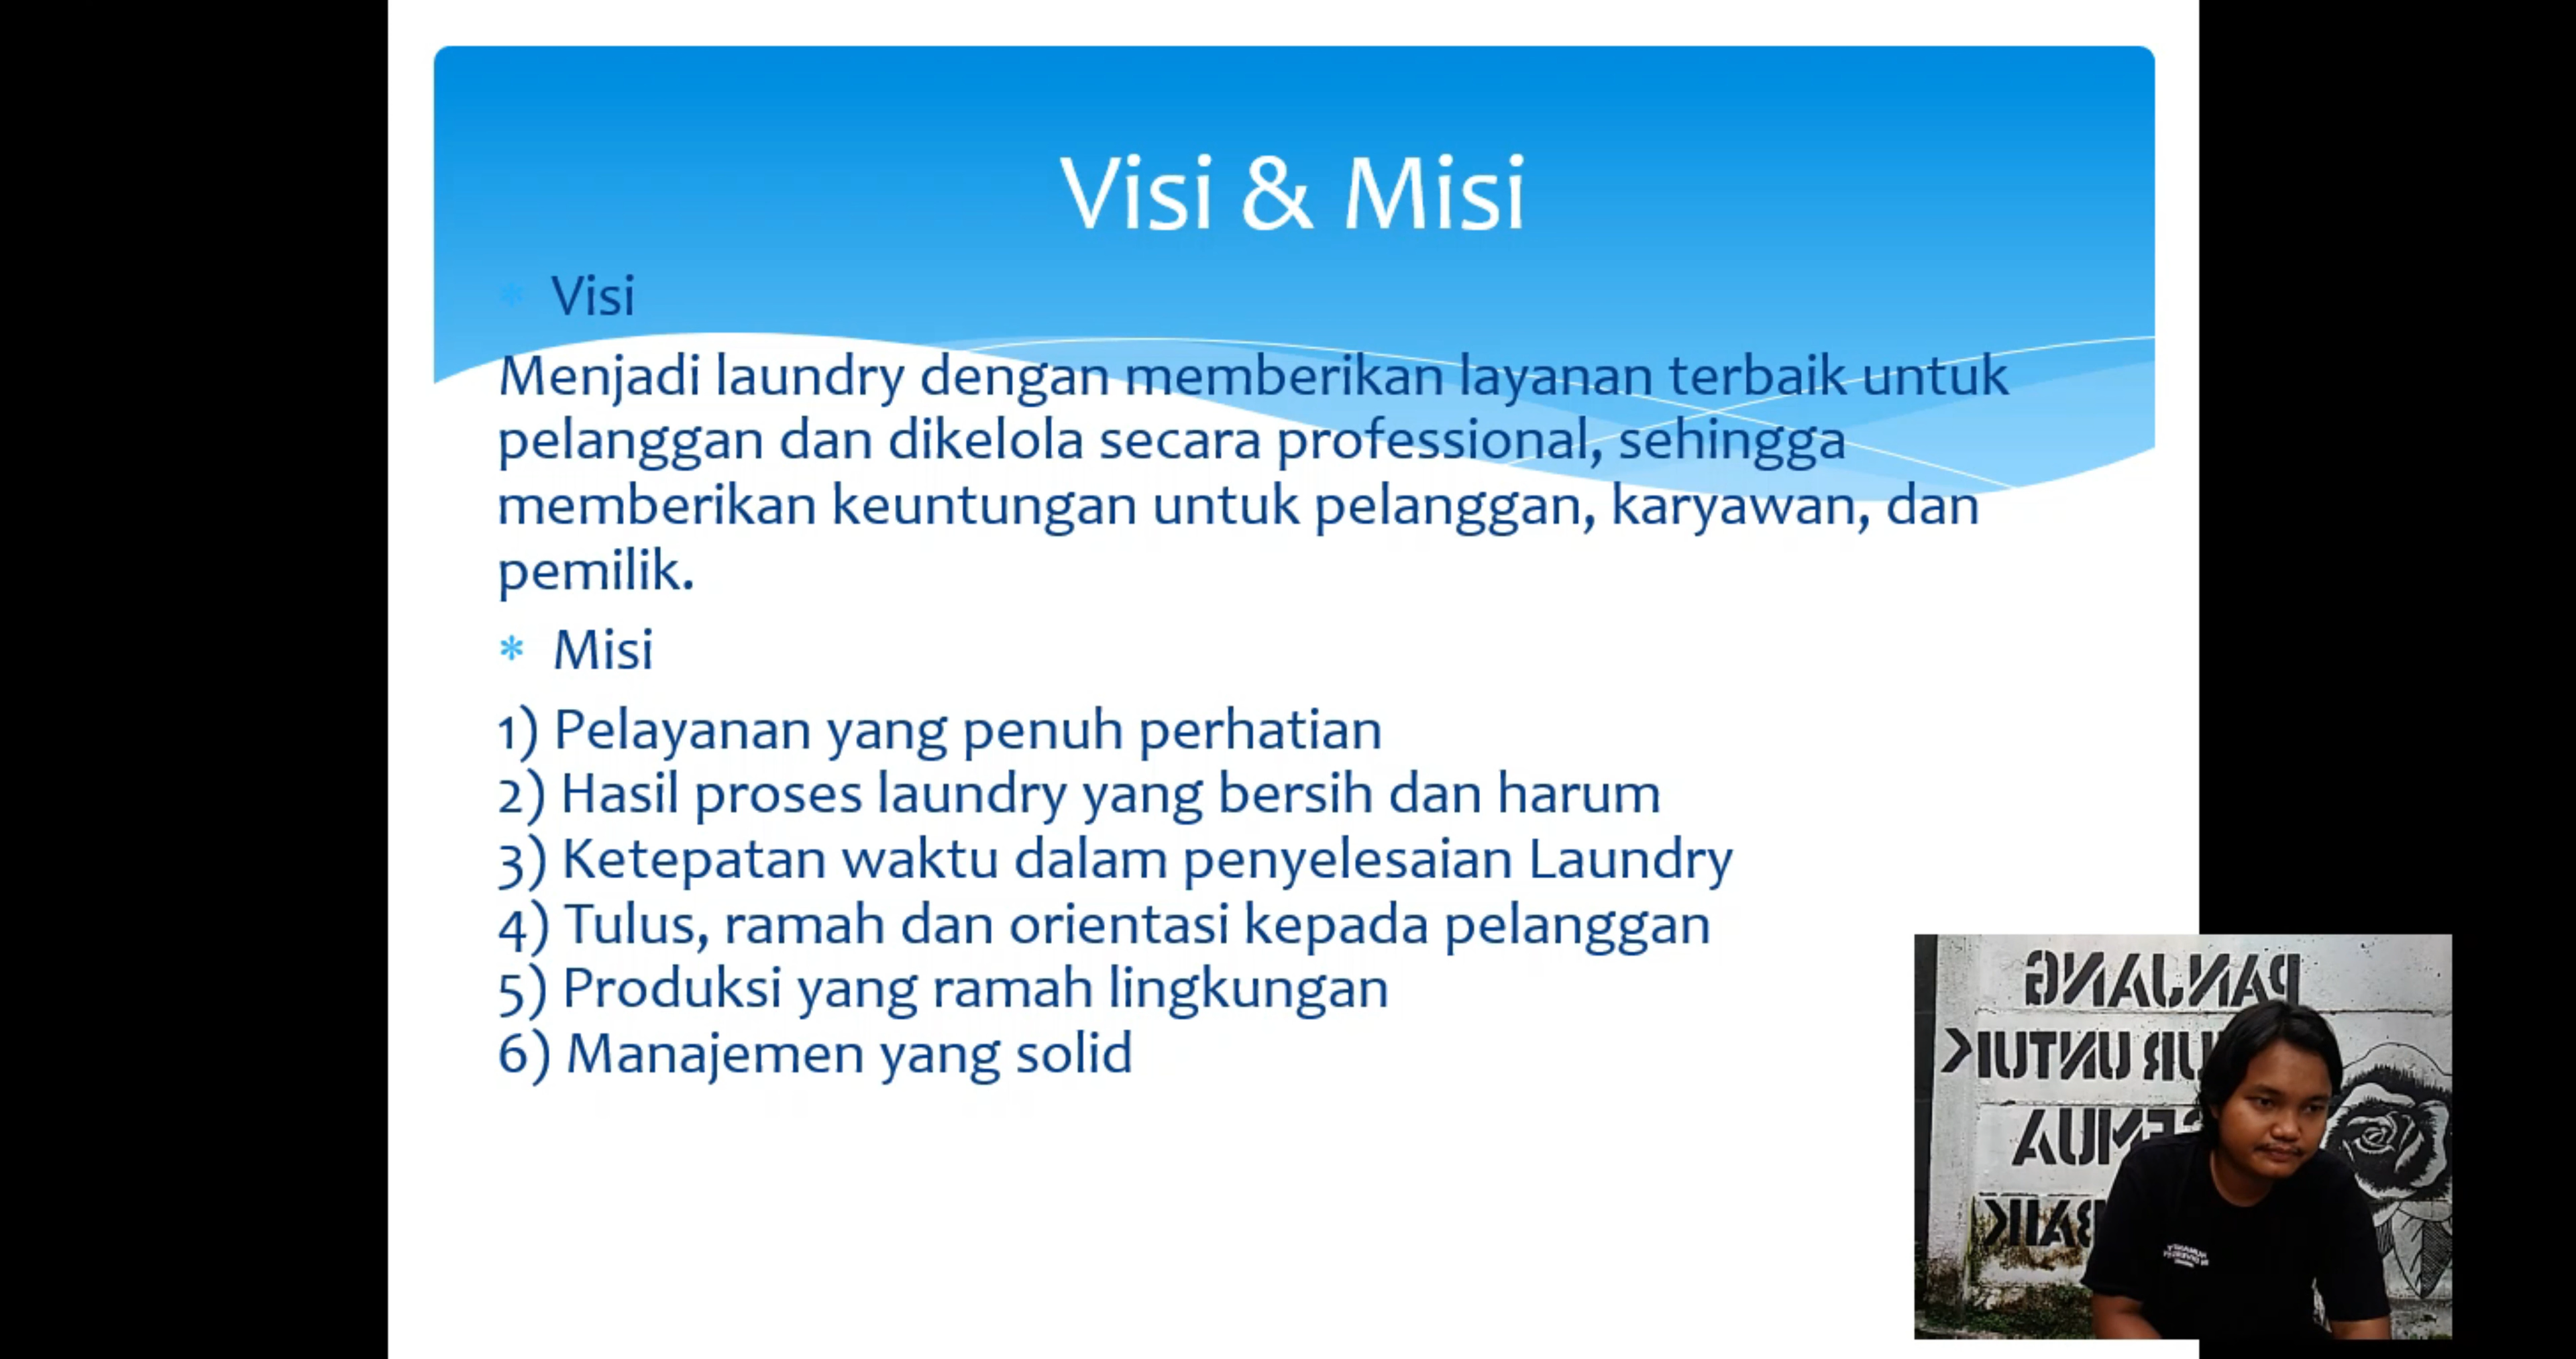 Visi & Misi
* Visi
Menjadi laundry dengan memberikan layanan terbaik untuk
pelanggan dan dikelola secara professional, sehingga
memberikan keuntungan untuk pelanggan, karyawan, dan
pemilik.
* Misi
1) Pelayanan yang penuh perhatian
2) Hasil proses laundry yang bersih dan harum
3) Ketepatan waktu dalam penyelesaian Laundry
4) Tulus, ramah dan orientasi kepada pelanggan
5) Produksi yang ramah lingkungan
6) Manajemen yang solid
PANJANG
UNTUK